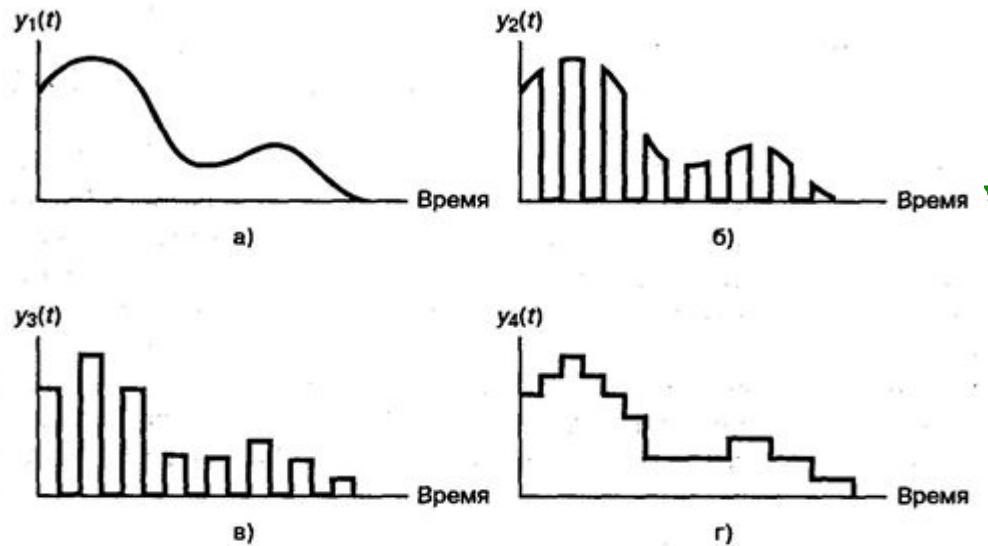 y₁(t)
Время
а)
y₂(t)
Время
б)
y₃(t)
Время
в)
y₄(t)
Время
г)